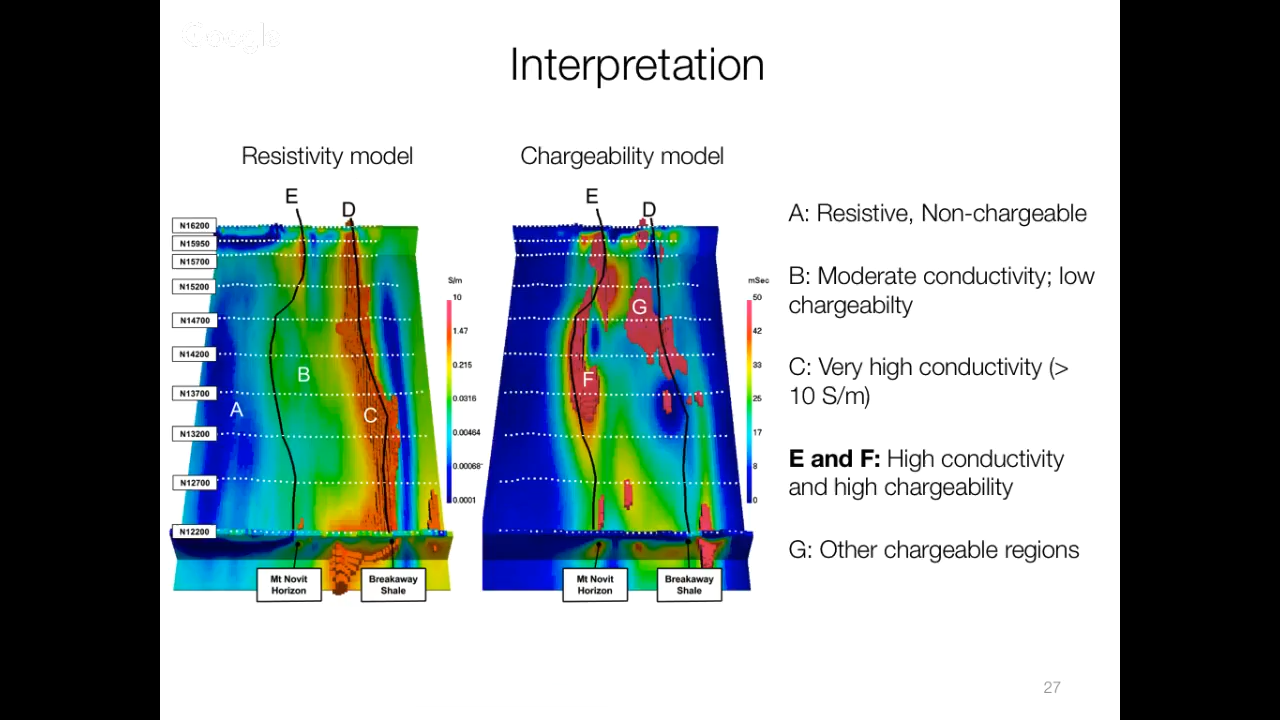 Google
Interpretation
Resistivity model
Chargeability model
E
D
E
D
N16200
N15950
N15700
N15200
N14700
N14200
N13700
N13200
N12700
N12200
A
B
C
S/m
10
1.47
0.215
0.0316
0.00464
0.00068
0.0001
Mt Novit
Horizon
Breakaway
Shale
G
F
mSec
50
42
33
25
17
8
0
Mt Novit
Horizon
Breakaway
Shale
A: Resistive, Non-chargeable
B: Moderate conductivity; low
chargeabilty
C: Very high conductivity (>
10 S/m)
E and F: High conductivity
and high chargeability
G: Other chargeable regions
27